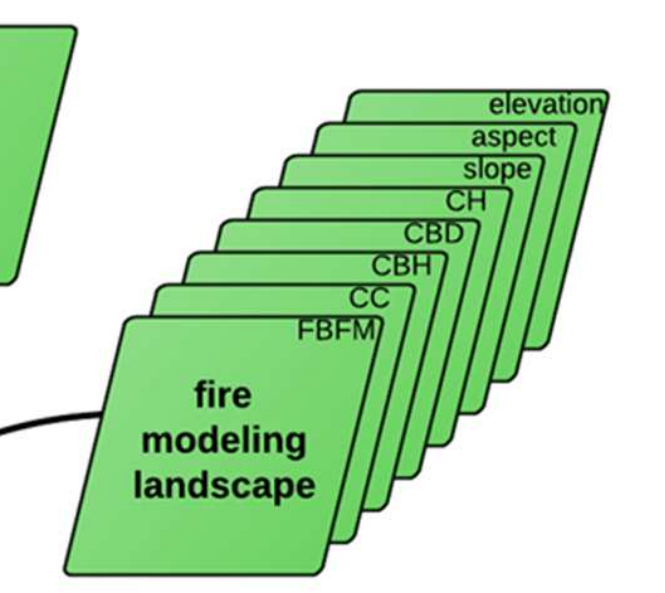 elevation
aspect
slope
CH
CBD
CBH
CC
FBFM
fire
modeling
landscape